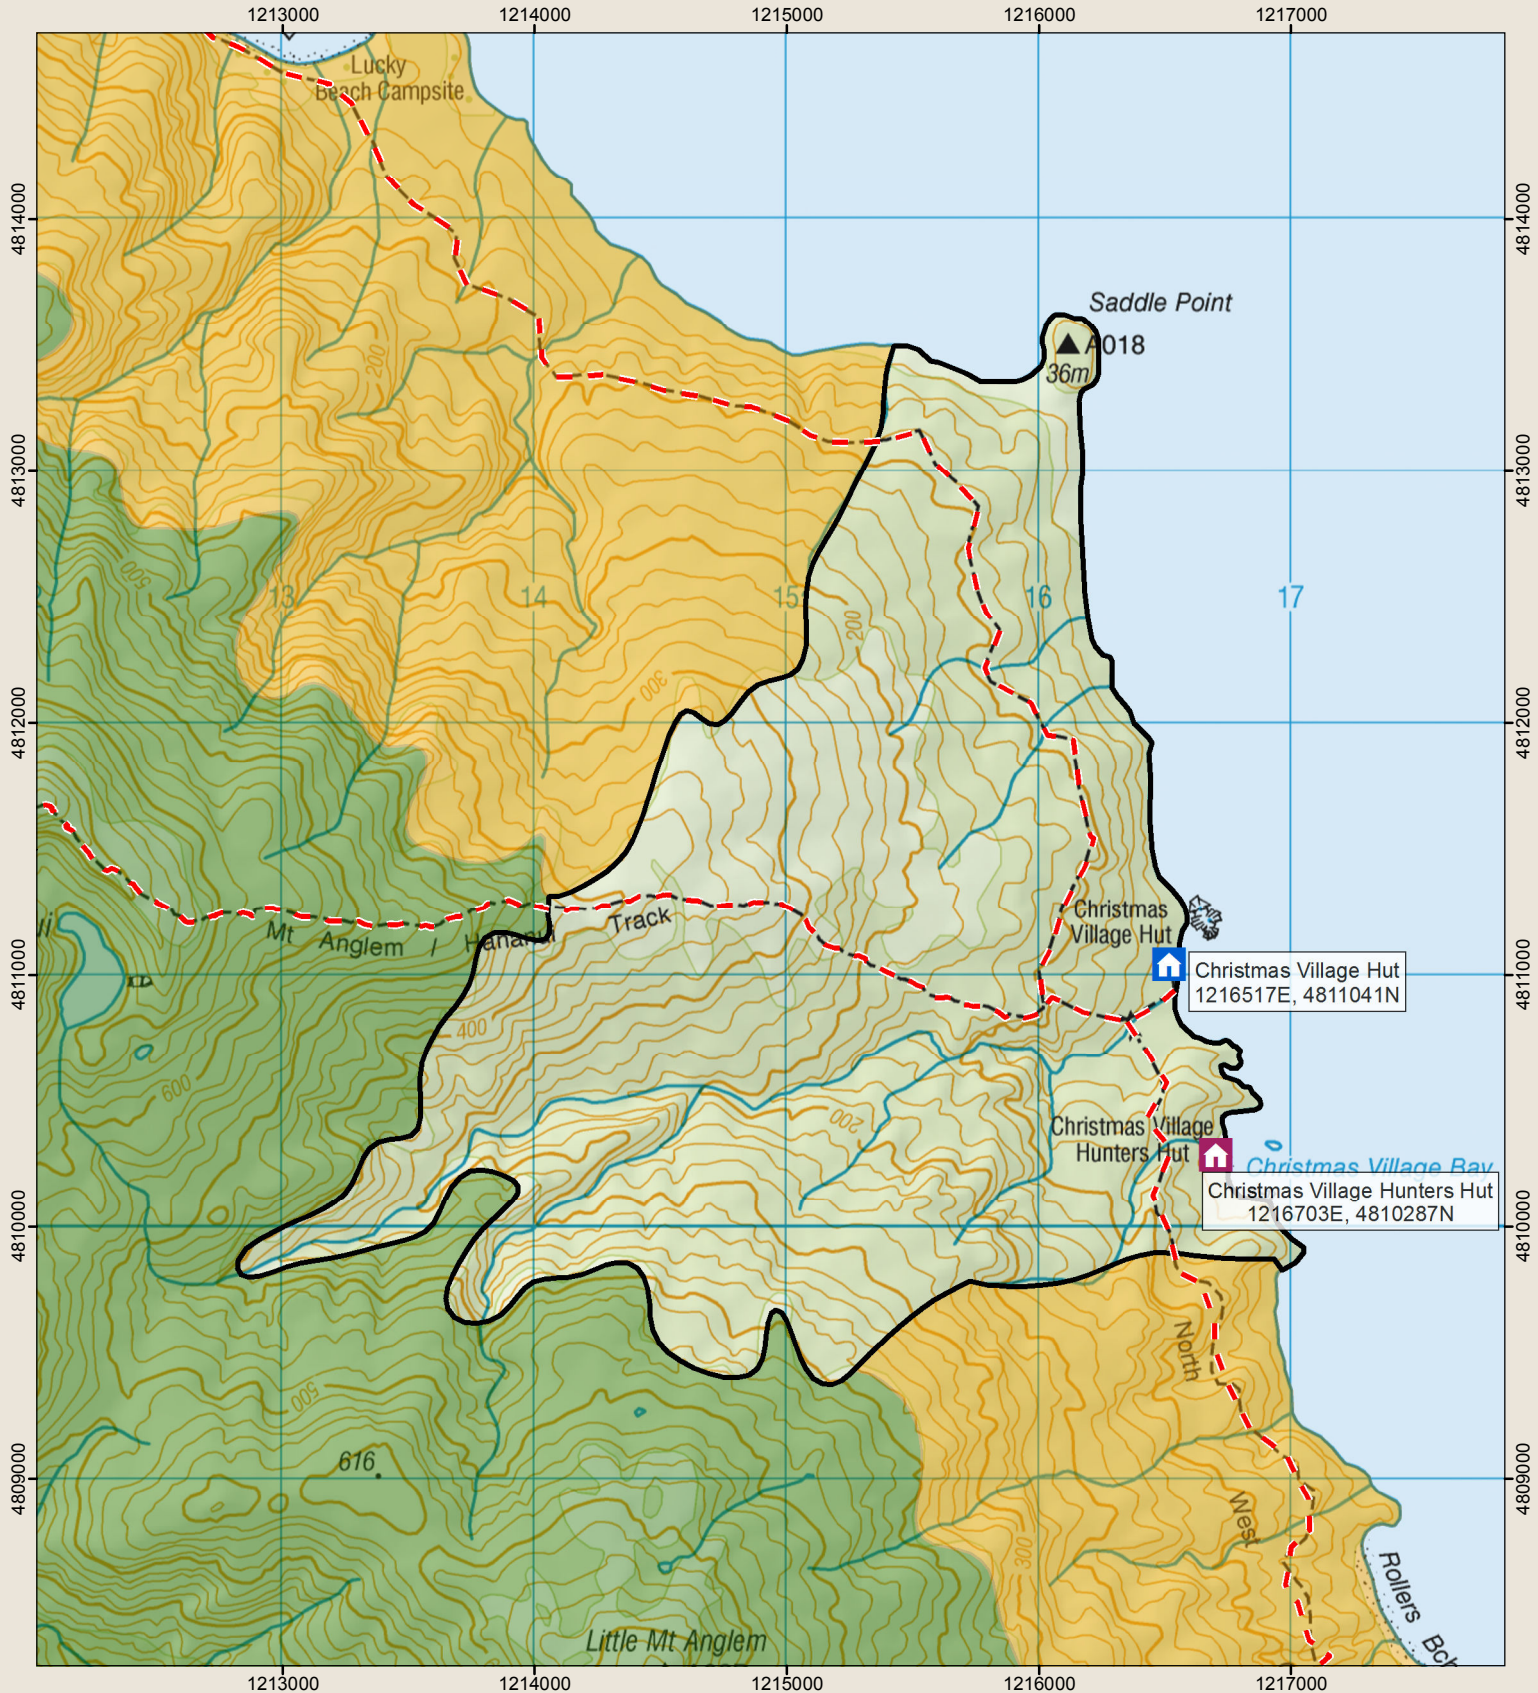 1213000 1214000 1215000 1216000 1217000
Lucky
Beach Campsite
4814000 4814000
Saddle Point
A018
36m
200
4813000 4813000
500
13 14 15 16 17
200
300
4812000 4812000
Christmas
Village Hut
Mt Anglem / Hananui Track
li
4811000 4811000
Christmas Village Hut
1216517E, 4811041N
400
600
200
Christmas Village
Hunters Hut
Christmas Village Bay
Christmas Village Hunters Hut
1216703E, 4810287N
4810000 4810000
North
500
616
4809000 4809000
West
300
Rollers Bch
Little Mt Anglem
1213000 1214000 1215000 1216000 1217000